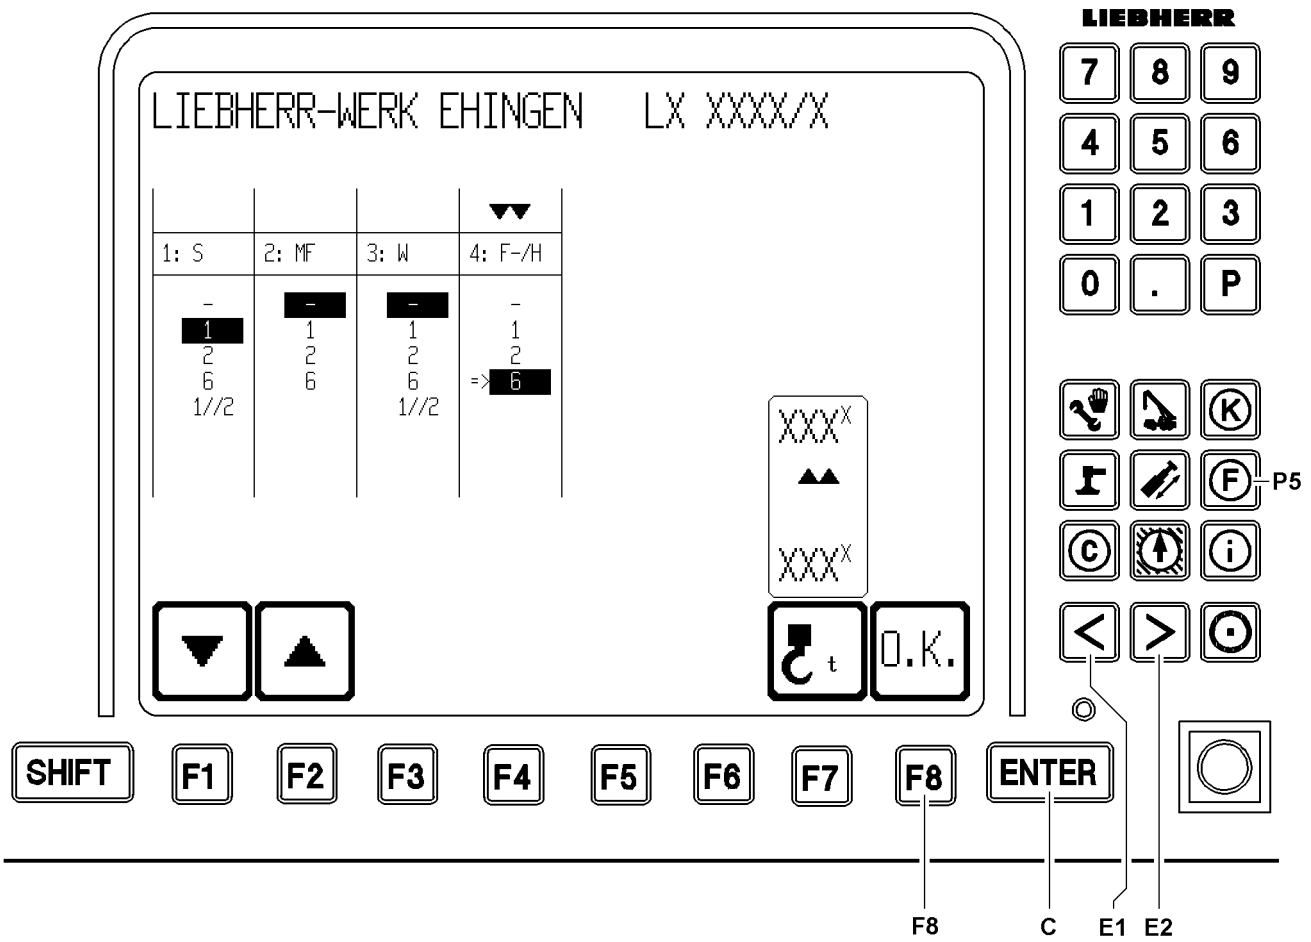 LIEBHERR
7 8 9
LIEBHERR-WERK EHINGEN LX XXXX/X
4 5 6
1 2 3
1: S 2: MF 3: W 4: F-/H
0 . P
- - - -
1 1 1 1
2 2 2 2
6 6 6 => 6
1//2 1//2
K
XXXX
F P5
C i
XXXX
< >
t O.K.
SHIFT F1 F2 F3 F4 F5 F6 F7 F8 ENTER
F8 C E1 E2